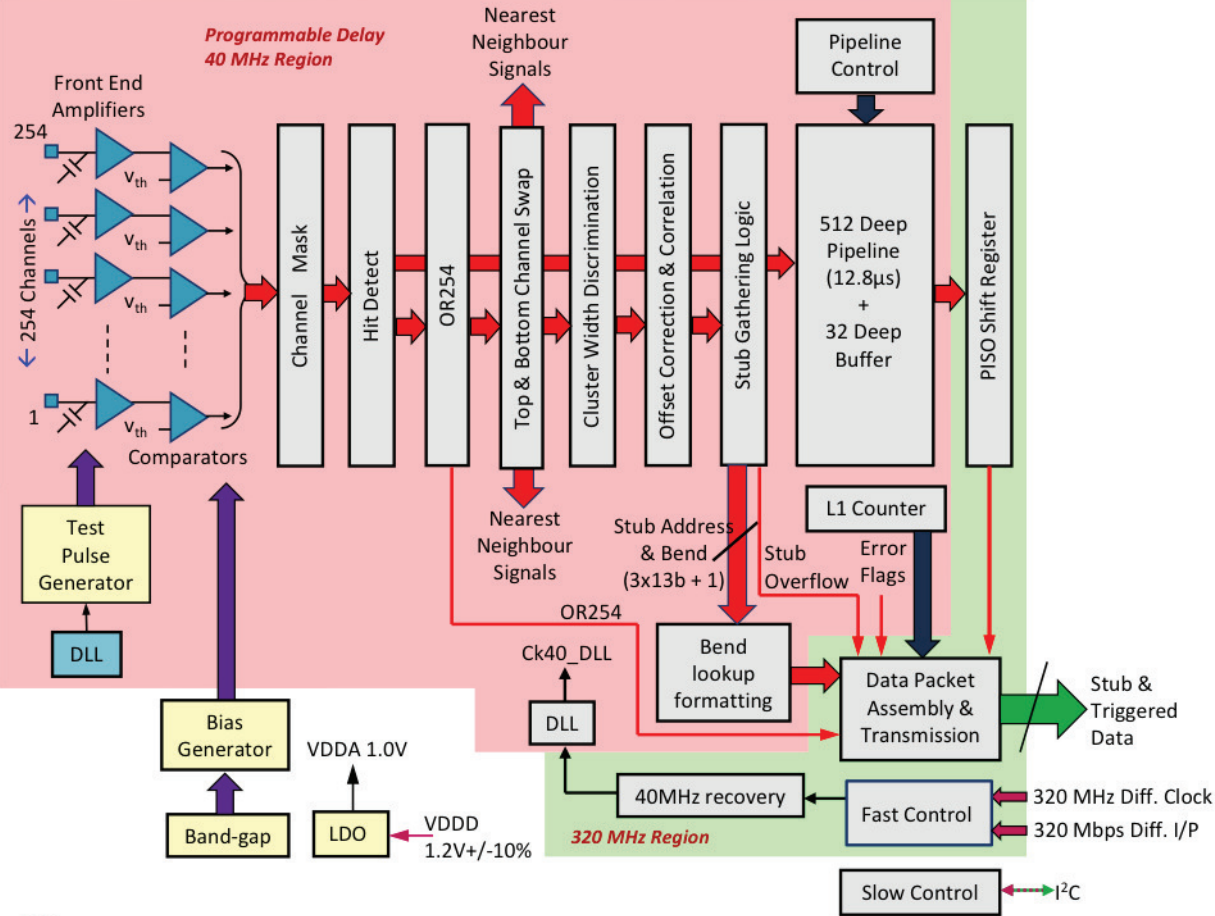 Programmable Delay
40 MHz Region
Nearest
Neighbour
Signals
Pipeline
Control
Front End
Amplifiers
254
← 254 Channels →
1
Vth
Vth
Vth
Vth
Comparators
Channel Mask
Hit Detect
OR254
Top & Bottom Channel Swap
Cluster Width Discrimination
Offset Correction & Correlation
Stub Gathering Logic
512 Deep
Pipeline
(12.8μs)
+
32 Deep
Buffer
PISO Shift Register
Nearest
Neighbour
Signals
Test
Pulse
Generator
DLL
Stub Address
& Bend
(3x13b + 1)
Stub
Overflow
Error
Flags
L1 Counter
OR254
Ck40_DLL
DLL
Bend
lookup
formatting
Data Packet
Assembly &
Transmission
Stub &
Triggered
Data
Bias
Generator
Band-gap
VDDA 1.0V
LDO
VDDD
1.2V+/-10%
40MHz recovery
Fast Control
320 MHz Diff. Clock
320 Mbps Diff. I/P
320 MHz Region
Slow Control
I²C